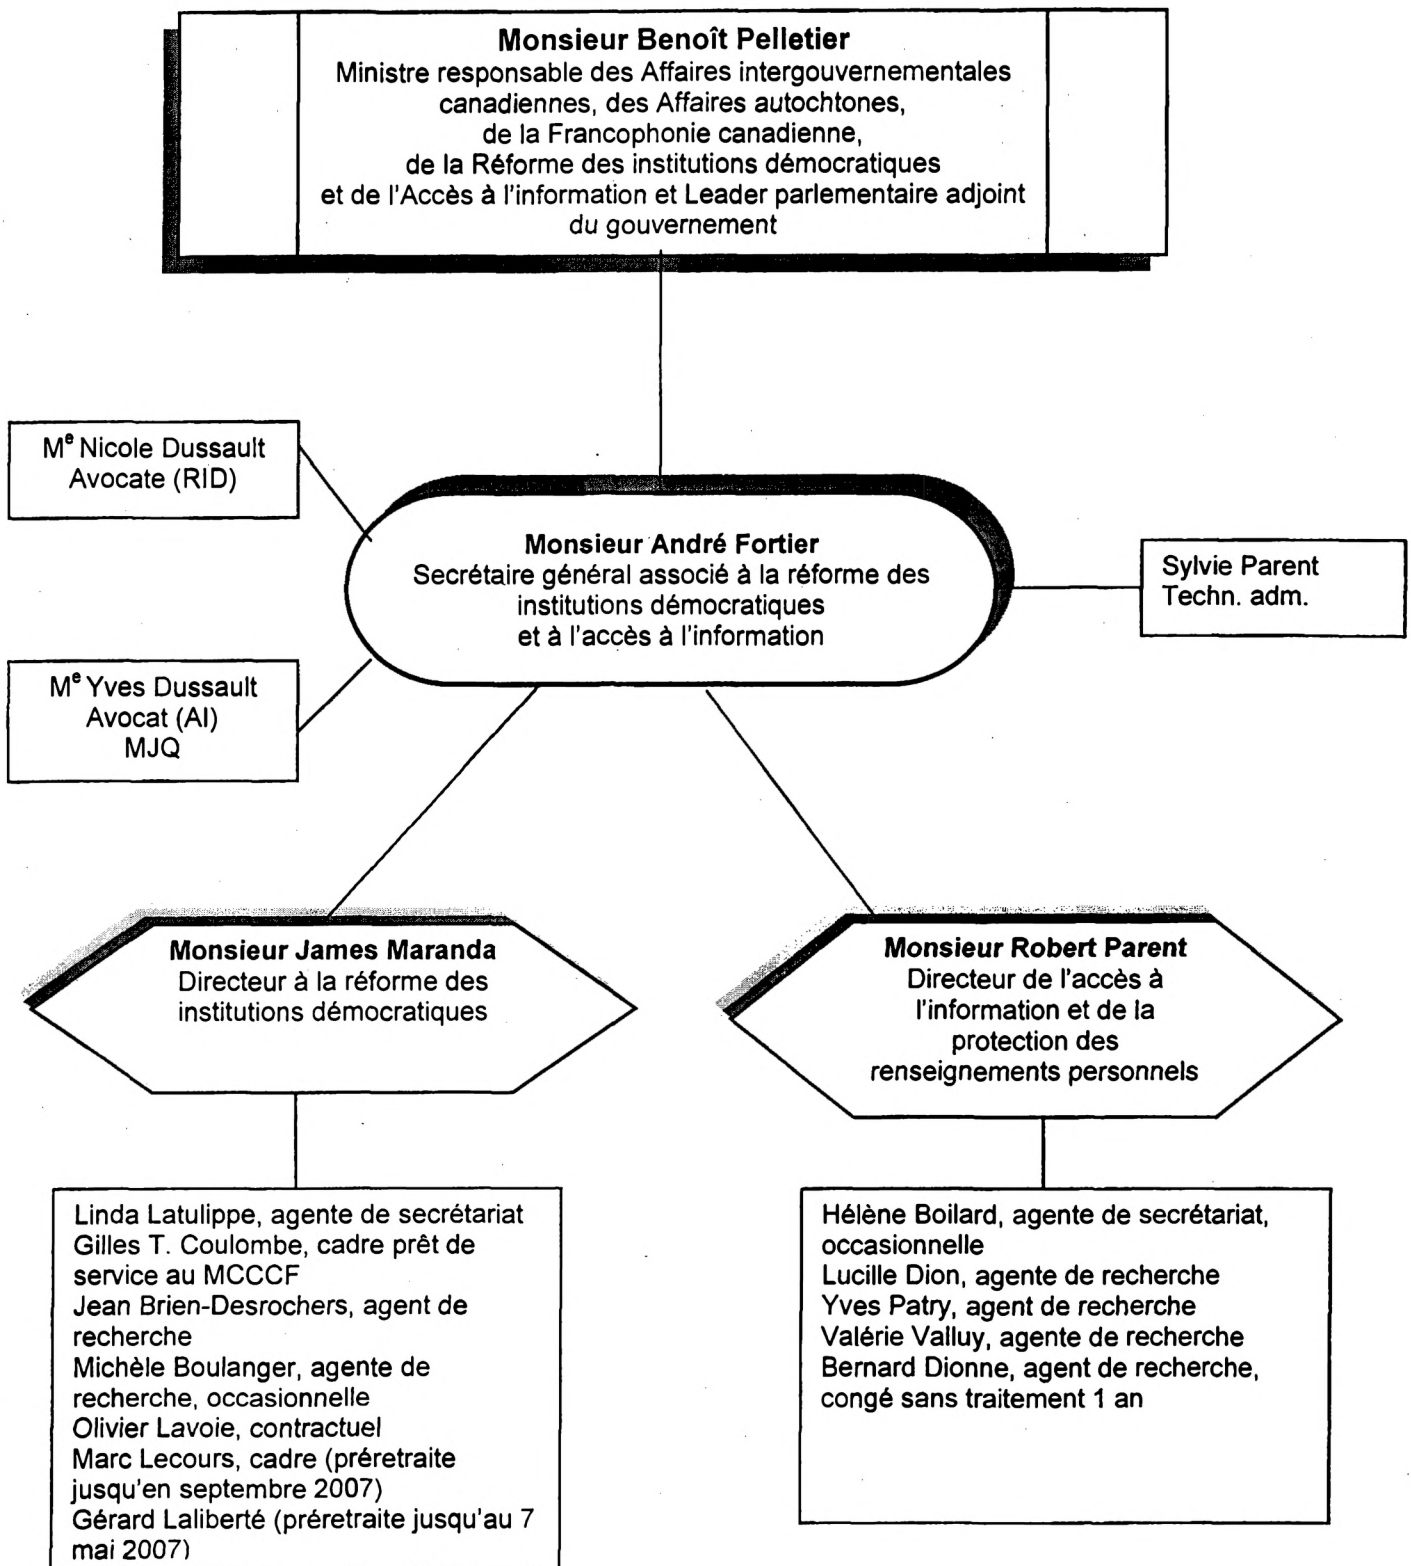 Monsieur Benoît Pelletier
Ministre responsable des Affaires intergouvernementales
canadiennes, des Affaires autochtones,
de la Francophonie canadienne,
de la Réforme des institutions démocratiques
et de l'Accès à l'information et Leader parlementaire adjoint
du gouvernement
Mᵉ Nicole Dussault
Avocate (RID)
Monsieur André Fortier
Secrétaire général associé à la réforme des
institutions démocratiques
et à l'accès à l'information
Sylvie Parent
Techn. adm.
Mᵉ Yves Dussault
Avocat (AI)
MJQ
Monsieur James Maranda
Directeur à la réforme des
institutions démocratiques
Monsieur Robert Parent
Directeur de l'accès à
l'information et de la
protection des
renseignements personnels
Linda Latulippe, agente de secrétariat
Gilles T. Coulombe, cadre prêt de
service au MCCCF
Jean Brien-Desrochers, agent de
recherche
Michèle Boulanger, agente de
recherche, occasionnelle
Olivier Lavoie, contractuel
Marc Lecours, cadre (préretraite
jusqu'en septembre 2007)
Gérard Laliberté (préretraite jusqu'au 7
mai 2007)
Hélène Boilard, agente de secrétariat,
occasionnelle
Lucille Dion, agente de recherche
Yves Patry, agent de recherche
Valérie Valluy, agente de recherche
Bernard Dionne, agent de recherche,
congé sans traitement 1 an